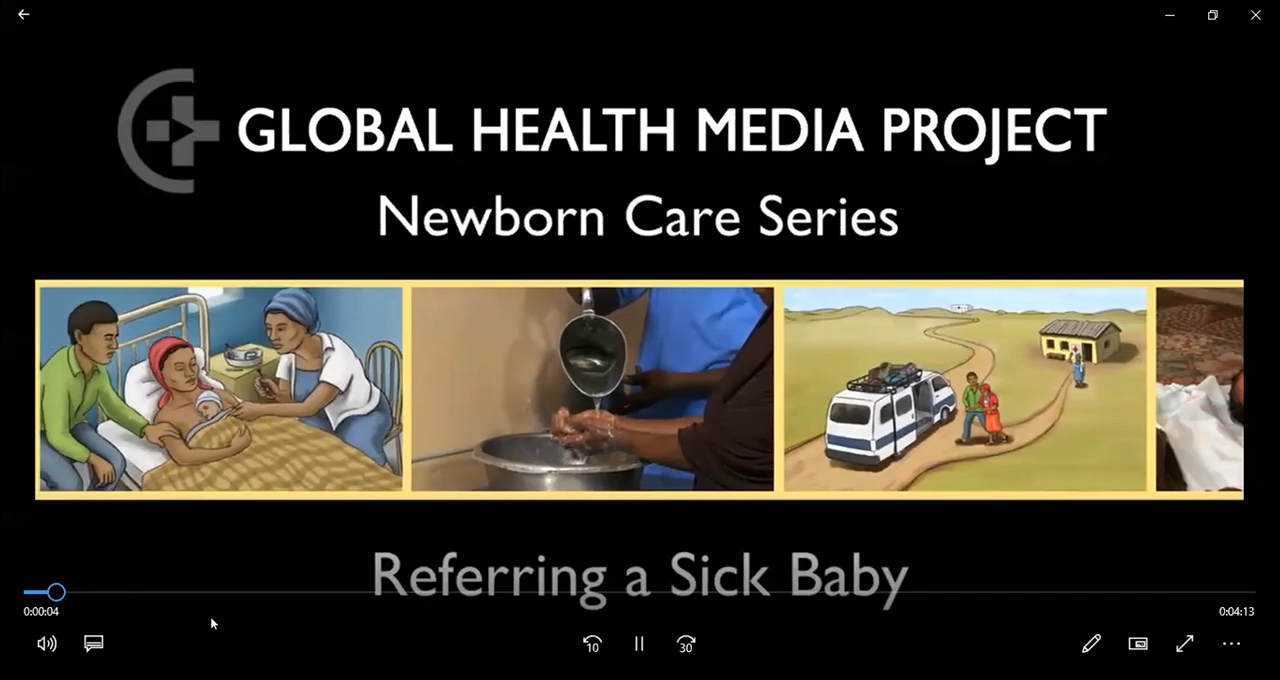 GLOBAL HEALTH MEDIA PROJECT
Newborn Care Series
Referring a Sick Baby
0:00:04
0:04:13
10
30